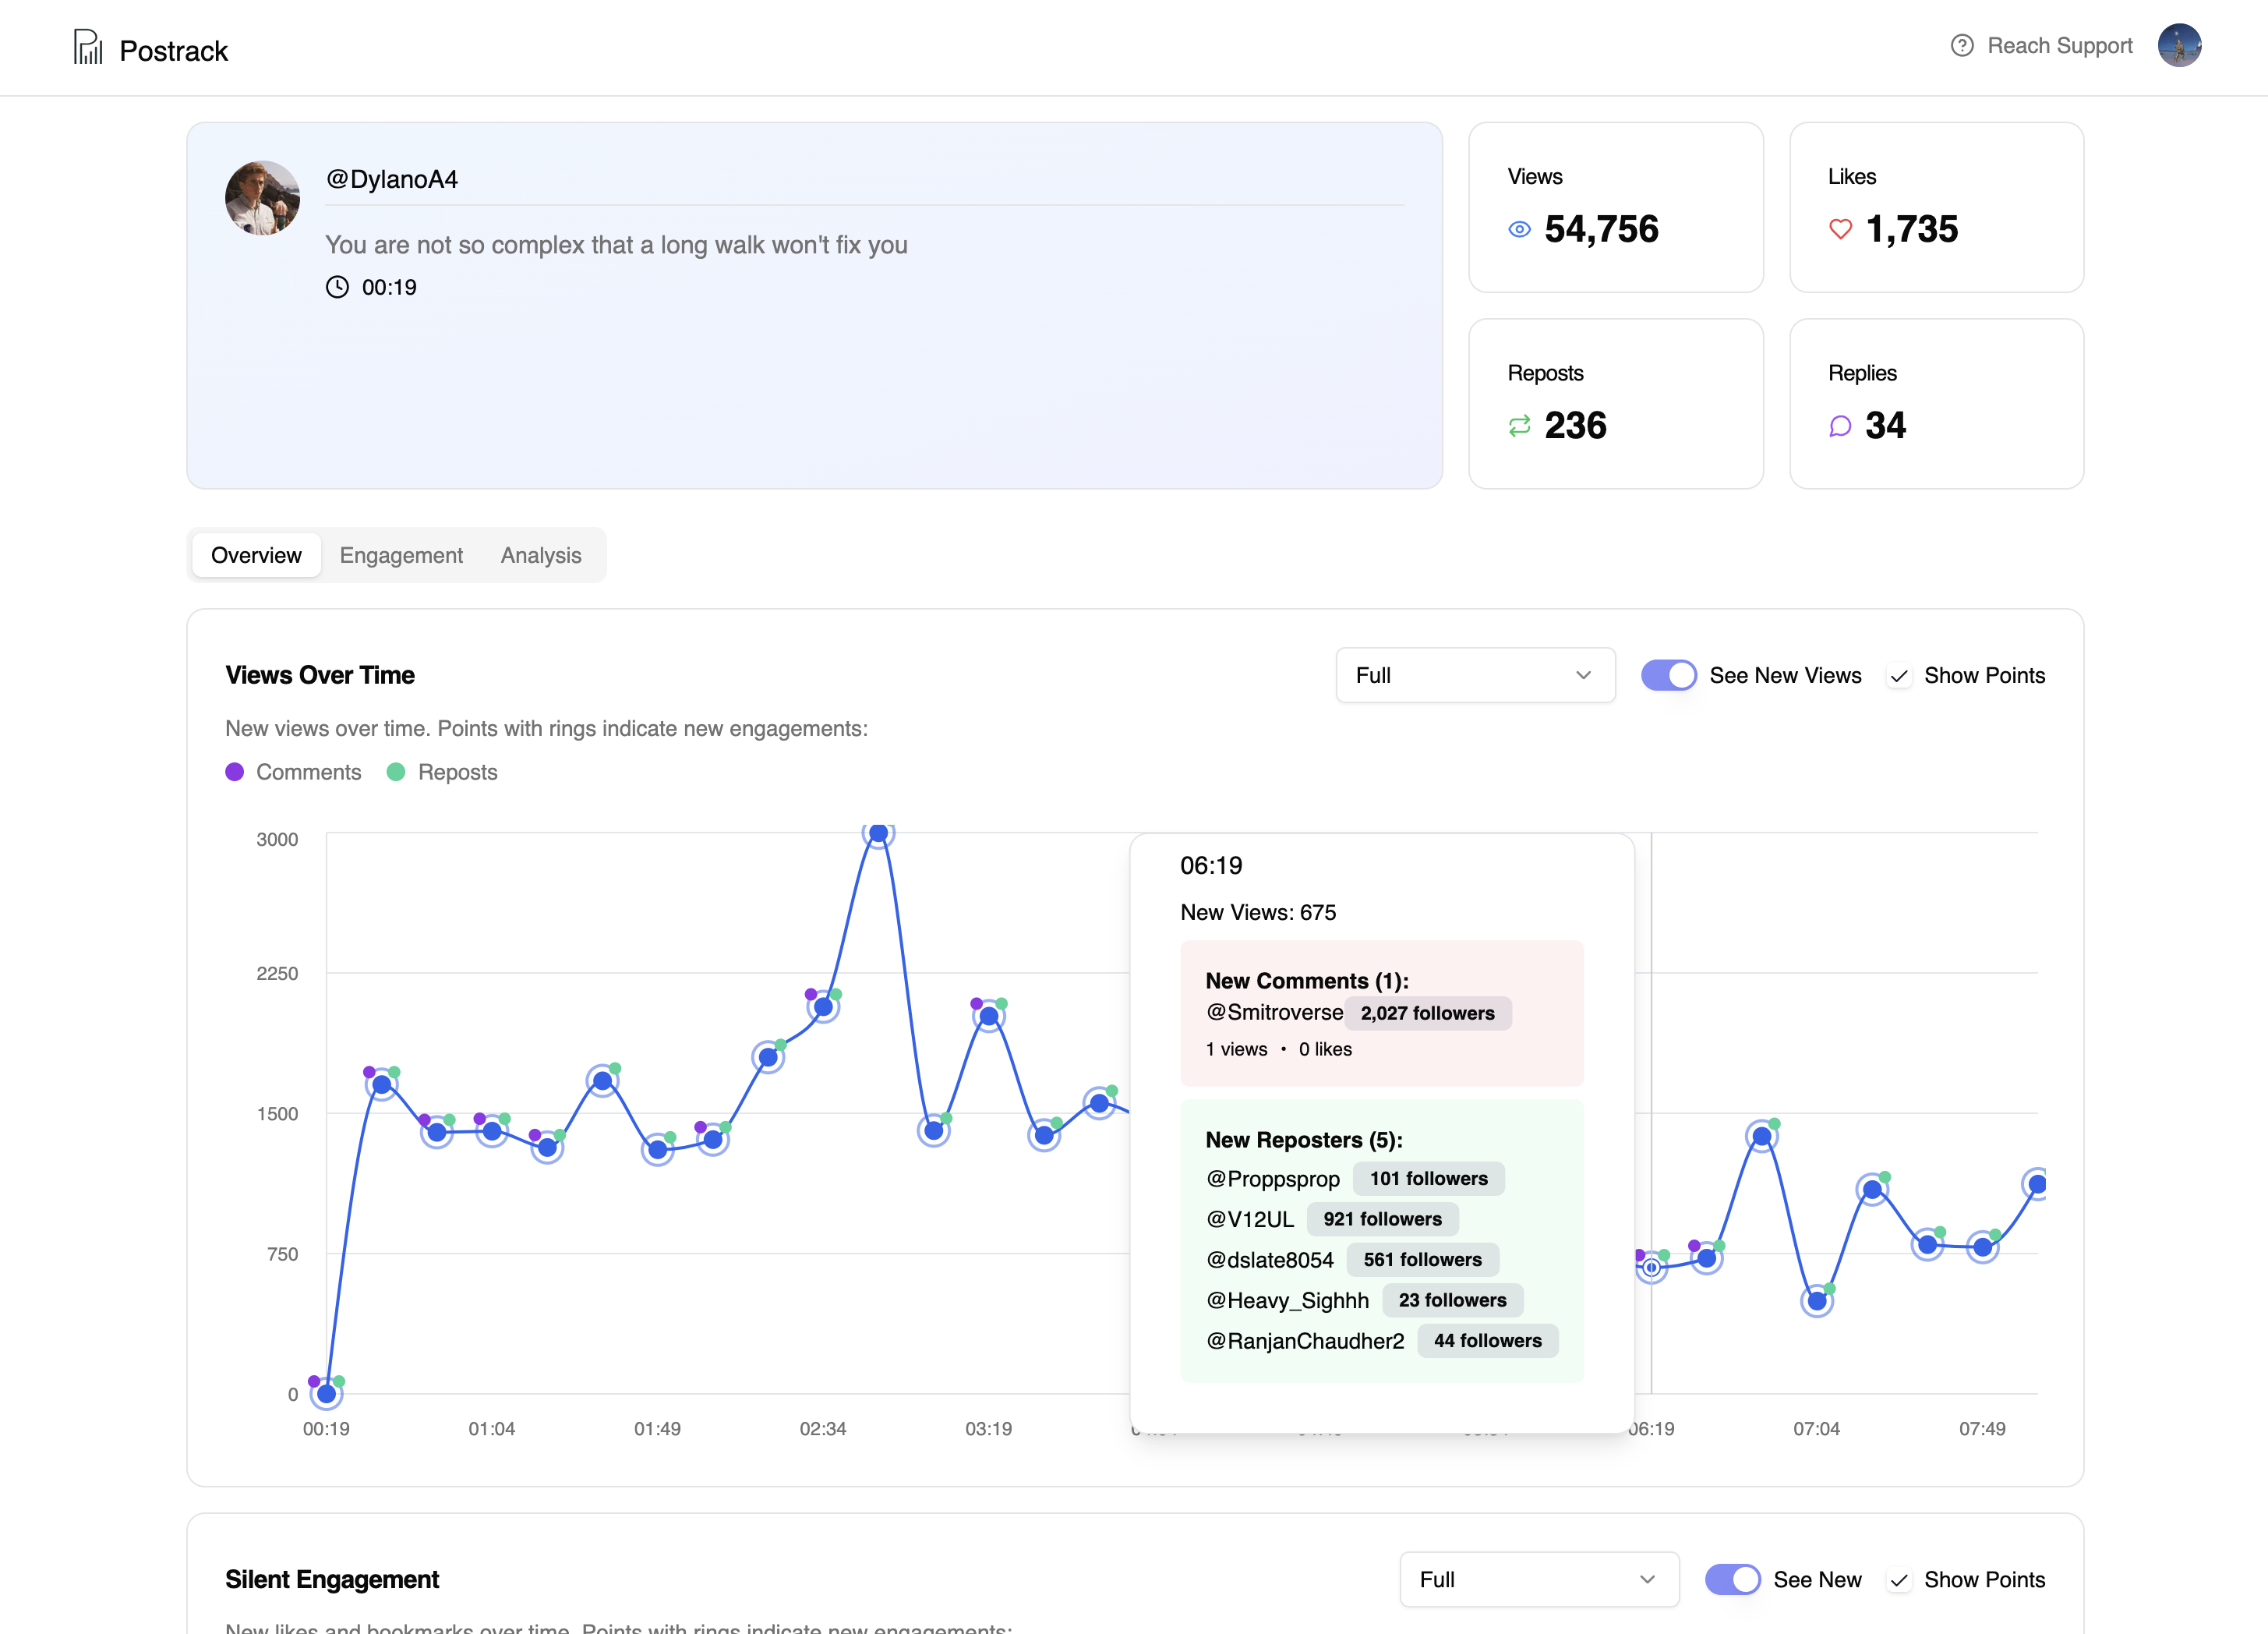 Postrack
Reach Support
@DylanoA4
You are not so complex that a long walk won't fix you
00:19
Views
54,756
Likes
1,735
Reposts
236
Replies
34
Overview Engagement Analysis
Views Over Time
Full
See New Views
Show Points
New views over time. Points with rings indicate new engagements:
Comments Reposts
3000
2250
1500
750
0
06:19
New Views: 675
New Comments (1):
@Smitroverse 2,027 followers
1 views • 0 likes
New Reposters (5):
@Proppsprop 101 followers
@V12UL 921 followers
@dslate8054 561 followers
@Heavy_Sighhh 23 followers
@RanjanChaudher2 44 followers
00:19 01:04 01:49 02:34 03:19 06:19 07:04 07:49
Silent Engagement
Full
See New
Show Points
New likes and bookmarks over time. Points with rings indicate new engagements: